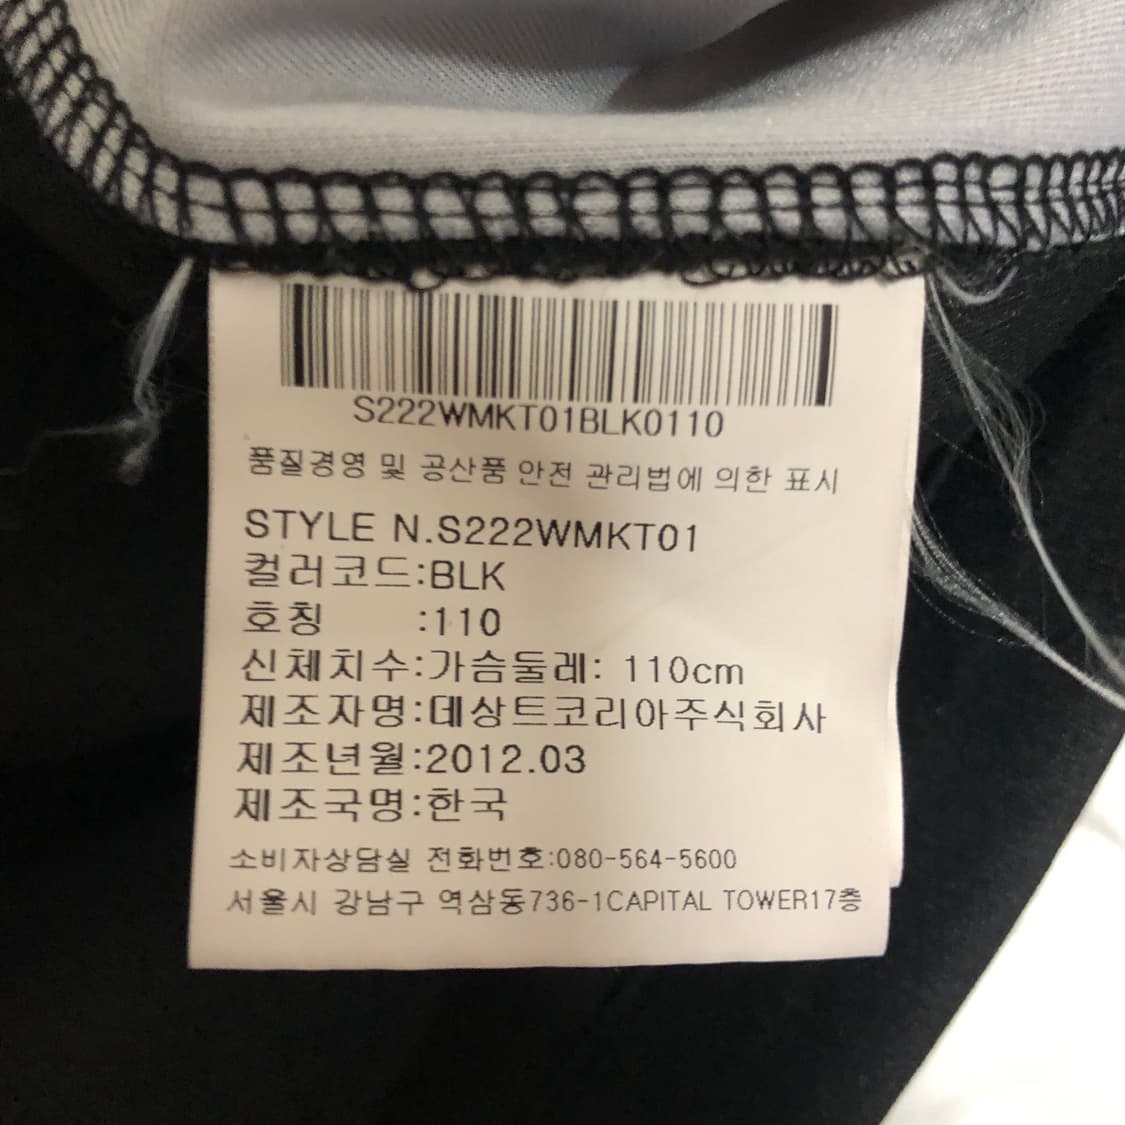 S222WMKT01BLK0110
품질경영 및 공산품 안전 관리법에 의한 표시
STYLE N.S222WMKT01
컬러코드:BLK
호칭 :110
신체치수:가슴둘레: 110cm
제조자명:데상트코리아주식회사
제조년월:2012.03
제조국명:한국
소비자상담실 전화번호:080-564-5600
서울시 강남구 역삼동736-1CAPITAL TOWER17층